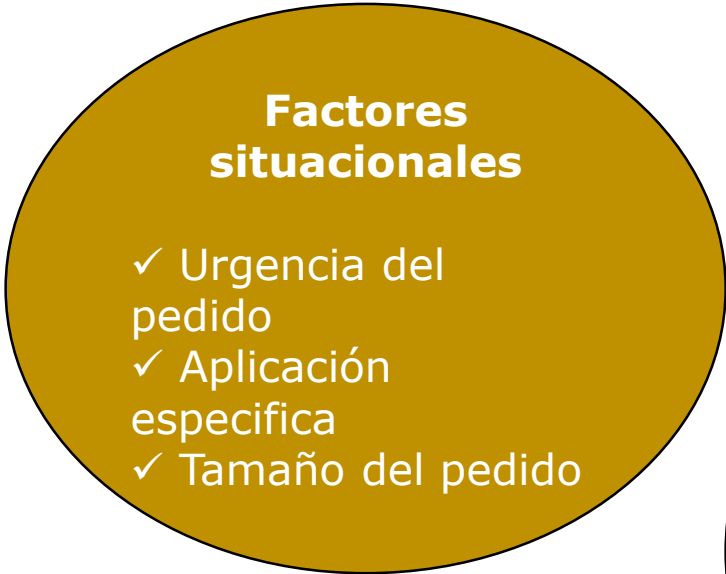 Factores
situacionales
✓ Urgencia del
pedido
✓ Aplicación
especifica
✓ Tamaño del pedido